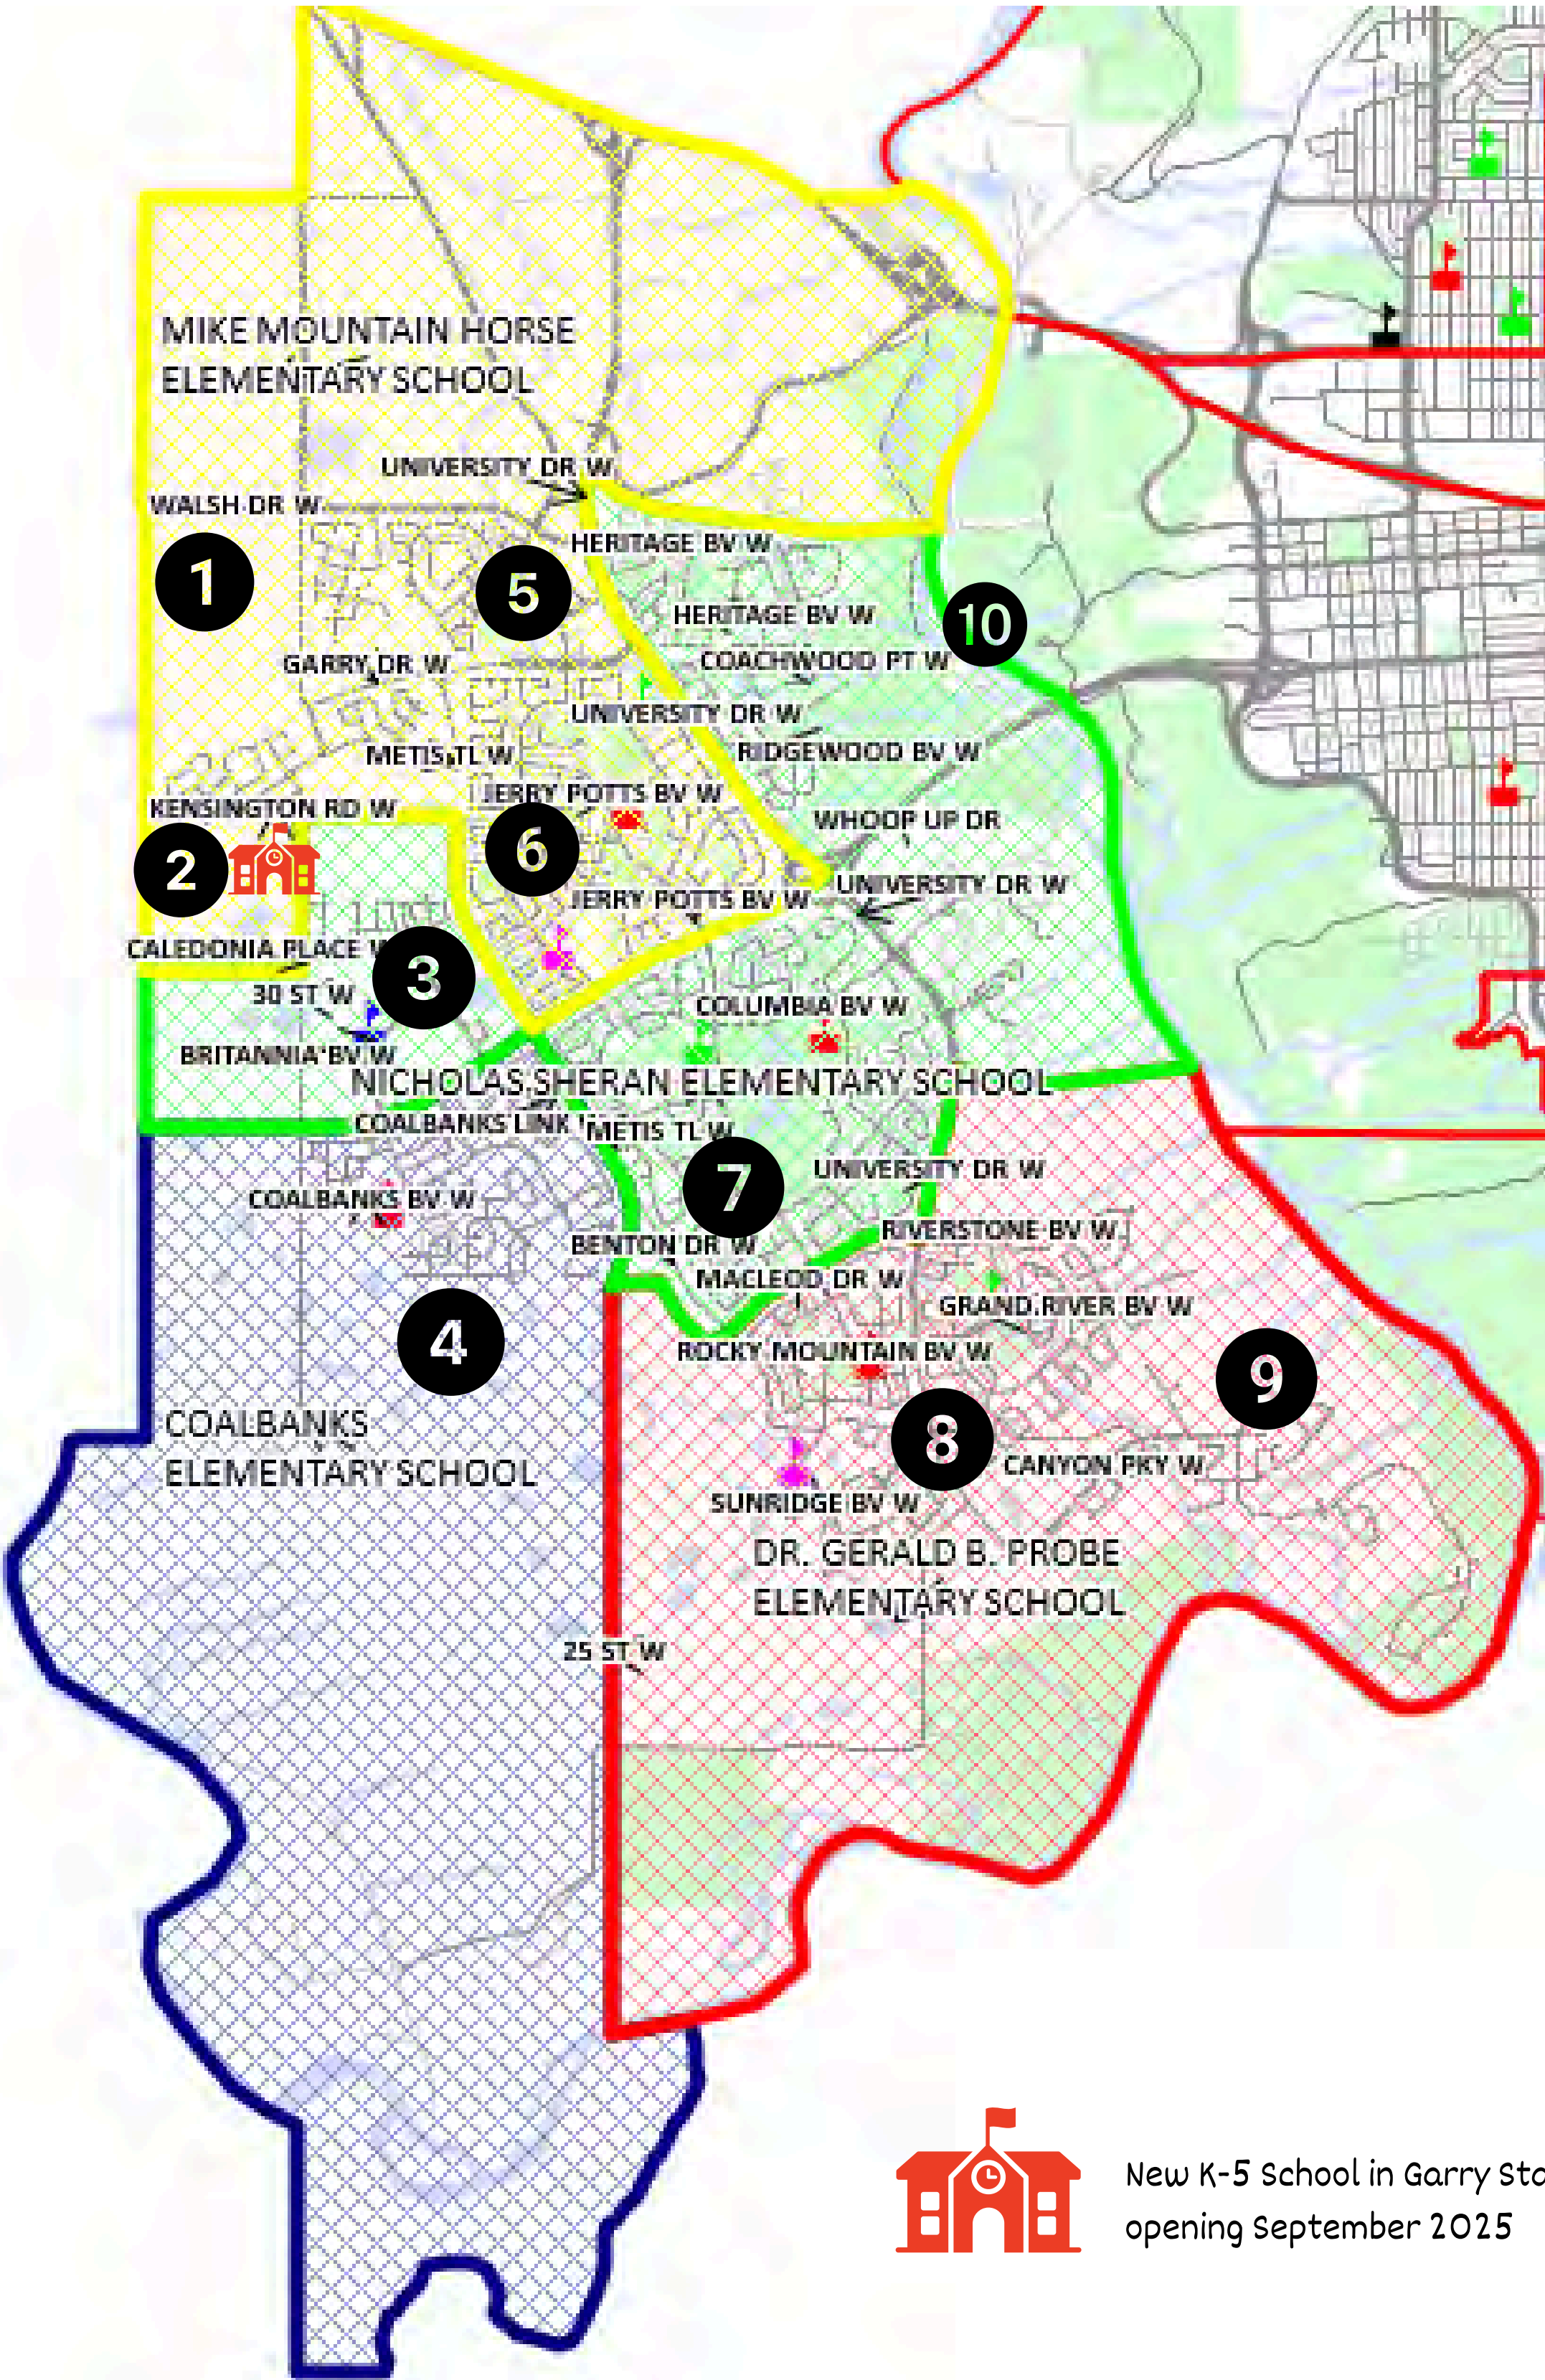 MIKE MOUNTAIN HORSE
ELEMENTARY SCHOOL
UNIVERSITY DR W
WALSH DR W
HERITAGE BV W
1
5
HERITAGE BV W
10
GARRY DR W
COACHWOOD PT W
UNIVERSITY DR W
METIS TL W
RIDGEWOOD BV W
JERRY POTTS BV W
KENSINGTON RD W
WHOOP UP DR
2
6
UNIVERSITY DR W
JERRY POTTS BV W
CALEDONIA PLACE W
3
30 ST W
COLUMBIA BV W
BRITANNIA BV W
NICHOLAS SHERAN ELEMENTARY SCHOOL
COALBANKS LINK
METIS TL W
UNIVERSITY DR W
7
COALBANKS BV W
RIVERSTONE BV W
BENTON DR W
MACLEOD DR W
GRAND RIVER BV W
4
ROCKY MOUNTAIN BV W
9
COALBANKS
ELEMENTARY SCHOOL
8
CANYON PKY W
SUNRIDGE BV W
DR. GERALD B. PROBE
ELEMENTARY SCHOOL
25 ST W
New K-5 School in Garry Sta
opening September 2025